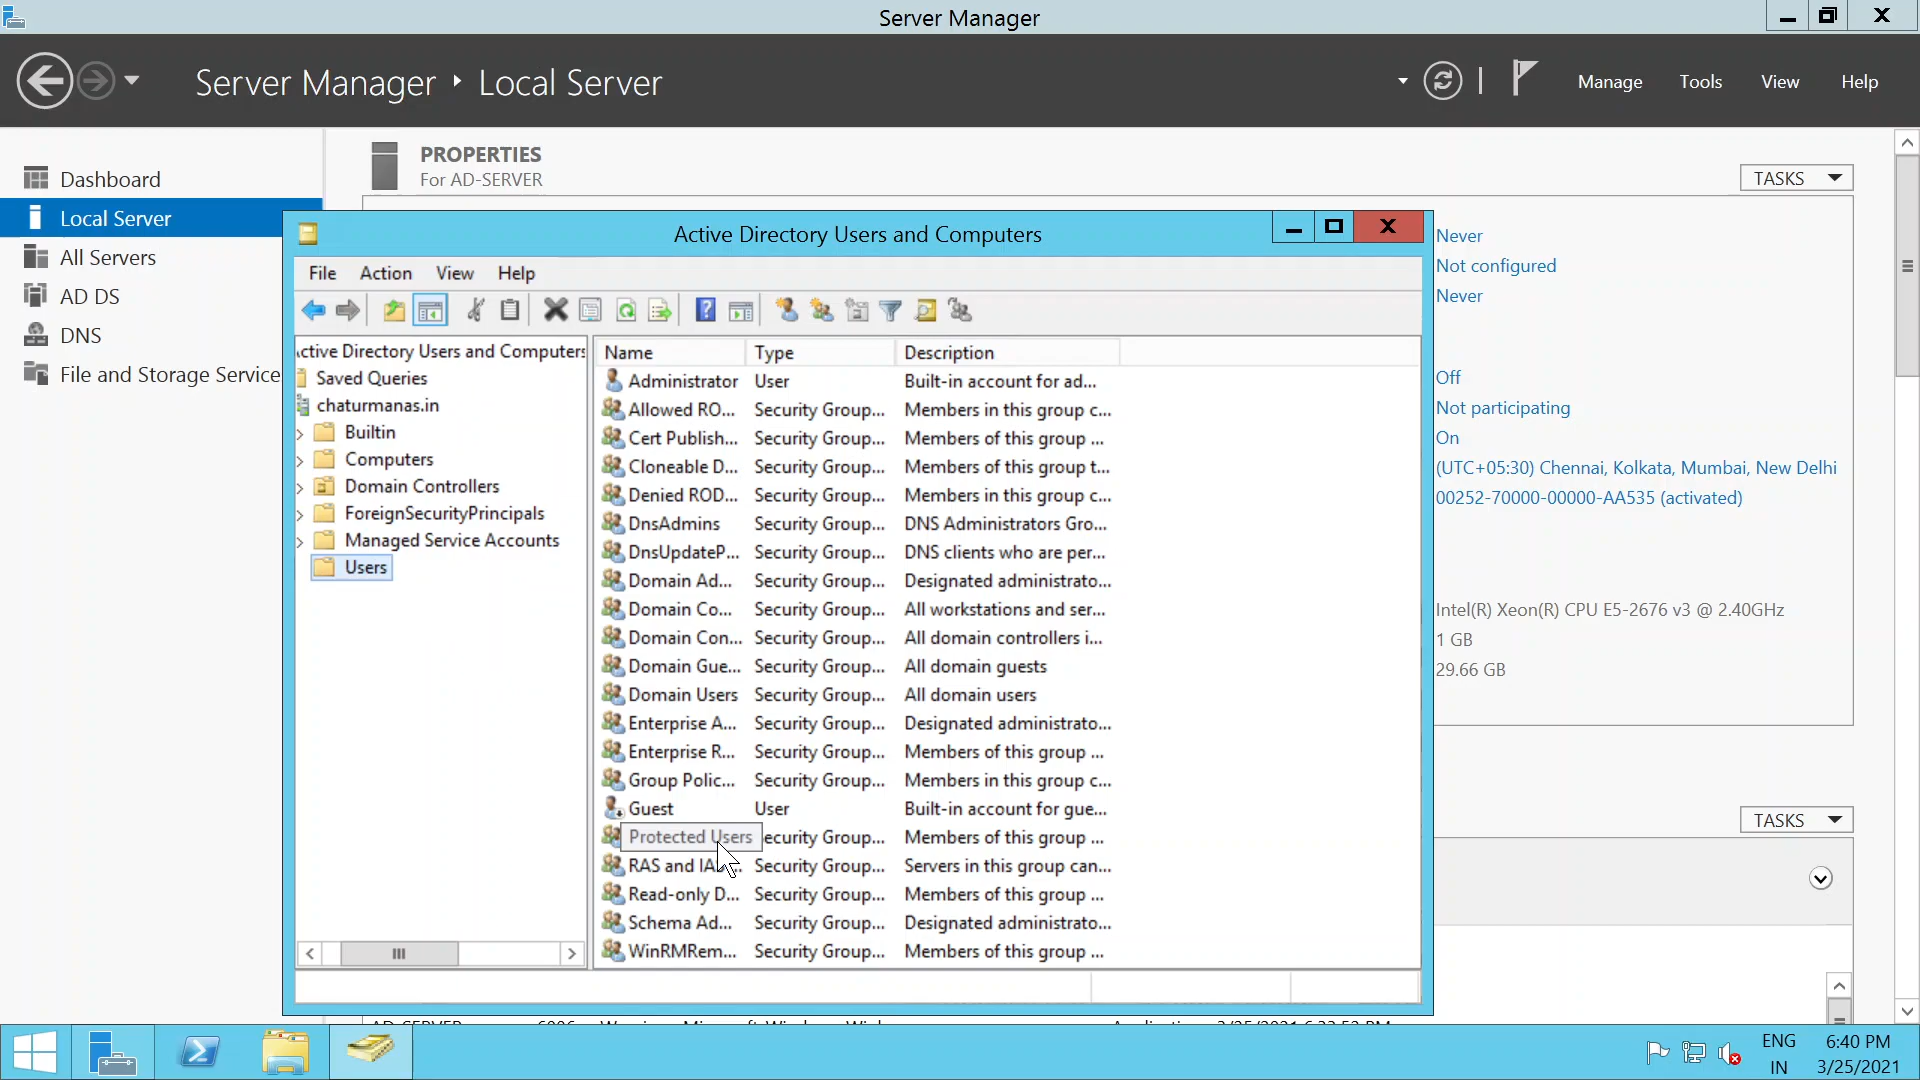 Server Manager
Server Manager ‣ Local Server
Manage Tools View Help
Dashboard
Local Server
All Servers
AD DS
DNS
File and Storage Service
PROPERTIES
For AD-SERVER
TASKS
Active Directory Users and Computers
File Action View Help
ctive Directory Users and Computers
Saved Queries
chaturmanas.in
Builtin
Computers
Domain Controllers
ForeignSecurityPrincipals
Managed Service Accounts
Users
Name Type Description
Administrator User Built-in account for ad...
Allowed RO... Security Group... Members in this group c...
Cert Publish... Security Group... Members of this group ...
Cloneable D... Security Group... Members of this group t...
Denied ROD... Security Group... Members in this group c...
DnsAdmins Security Group... DNS Administrators Gro...
DnsUpdateP... Security Group... DNS clients who are per...
Domain Ad... Security Group... Designated administrato...
Domain Co... Security Group... All workstations and ser...
Domain Con... Security Group... All domain controllers i...
Domain Gue... Security Group... All domain guests
Domain Users Security Group... All domain users
Enterprise A... Security Group... Designated administrato...
Enterprise R... Security Group... Members of this group ...
Group Polic... Security Group... Members in this group c...
Guest User Built-in account for gue...
Protected Users ecurity Group... Members of this group ...
RAS and IA... Security Group... Servers in this group can...
Read-only D... Security Group... Members of this group ...
Schema Ad... Security Group... Designated administrato...
WinRMRem... Security Group... Members of this group ...
Never
Not configured
Never
Off
Not participating
On
(UTC+05:30) Chennai, Kolkata, Mumbai, New Delhi
00252-70000-00000-AA535 (activated)
Intel(R) Xeon(R) CPU E5-2676 v3 @ 2.40GHz
1 GB
29.66 GB
TASKS
ENG 6:40 PM
IN 3/25/2021